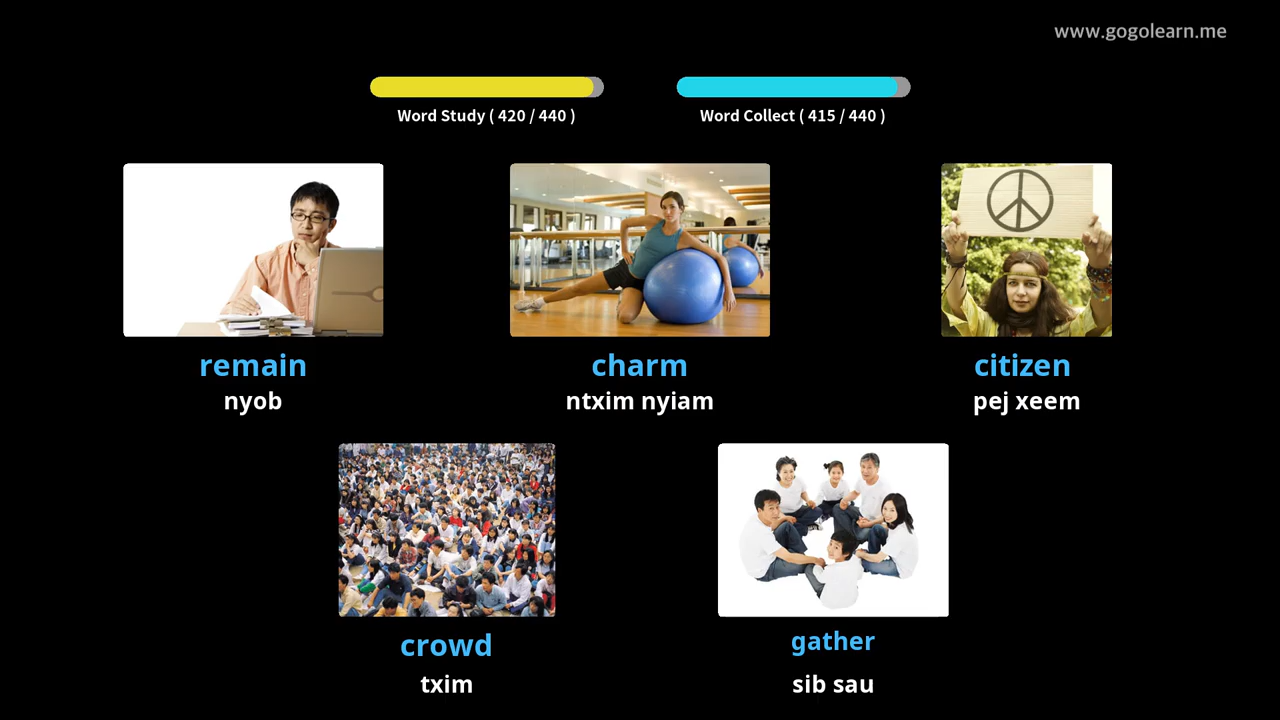 www.gogolearn.me
Word Study ( 420 / 440 )
Word Collect ( 415 / 440 )
remain
nyob
charm
ntxim nyiam
citizen
pej xeem
crowd
txim
gather
sib sau